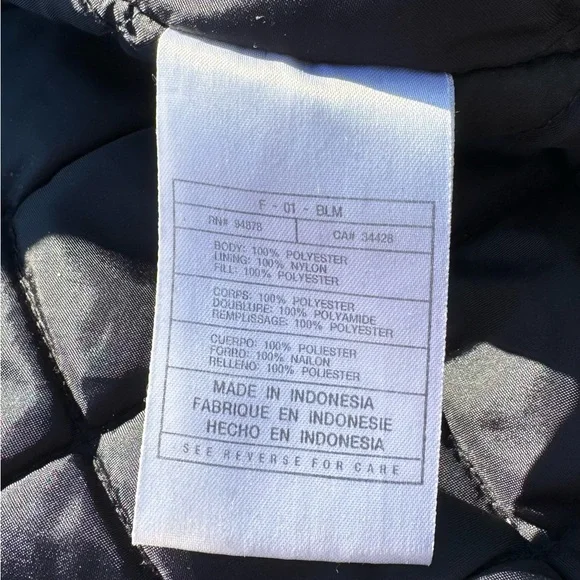 F - 01 - BLM
RN# 94878 CA# 34428
BODY: 100% POLYESTER
LINING: 100% NYLON
FILL: 100% POLYESTER
CORPS: 100% POLYESTER
DOUBLURE: 100% POLYAMIDE
REMPLISSAGE: 100% POLYESTER
CUERPO: 100% POLIESTER
FORRO: 100% NAILON
RELLENO: 100% POLIESTER
MADE IN INDONESIA
FABRIQUE EN INDONESIE
HECHO EN INDONESIA
SEE REVERSE FOR CARE